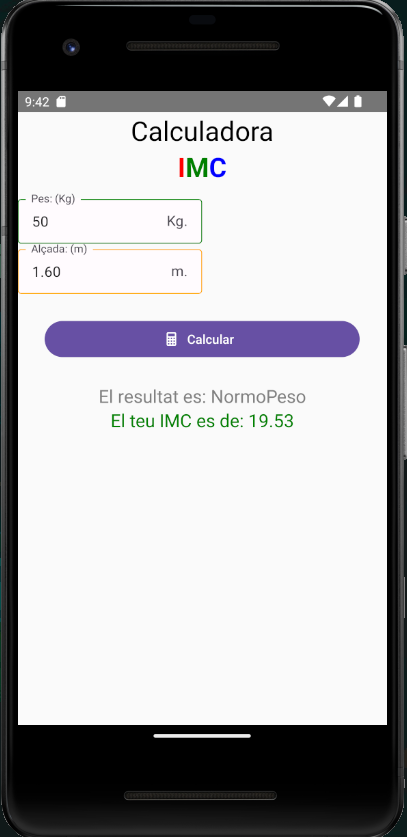 9:42
Calculadora
IMC
Pes: (Kg)
50 Kg.
Alçada: (m)
1.60 m.
Calcular
El resultat es: NormoPeso
El teu IMC es de: 19.53